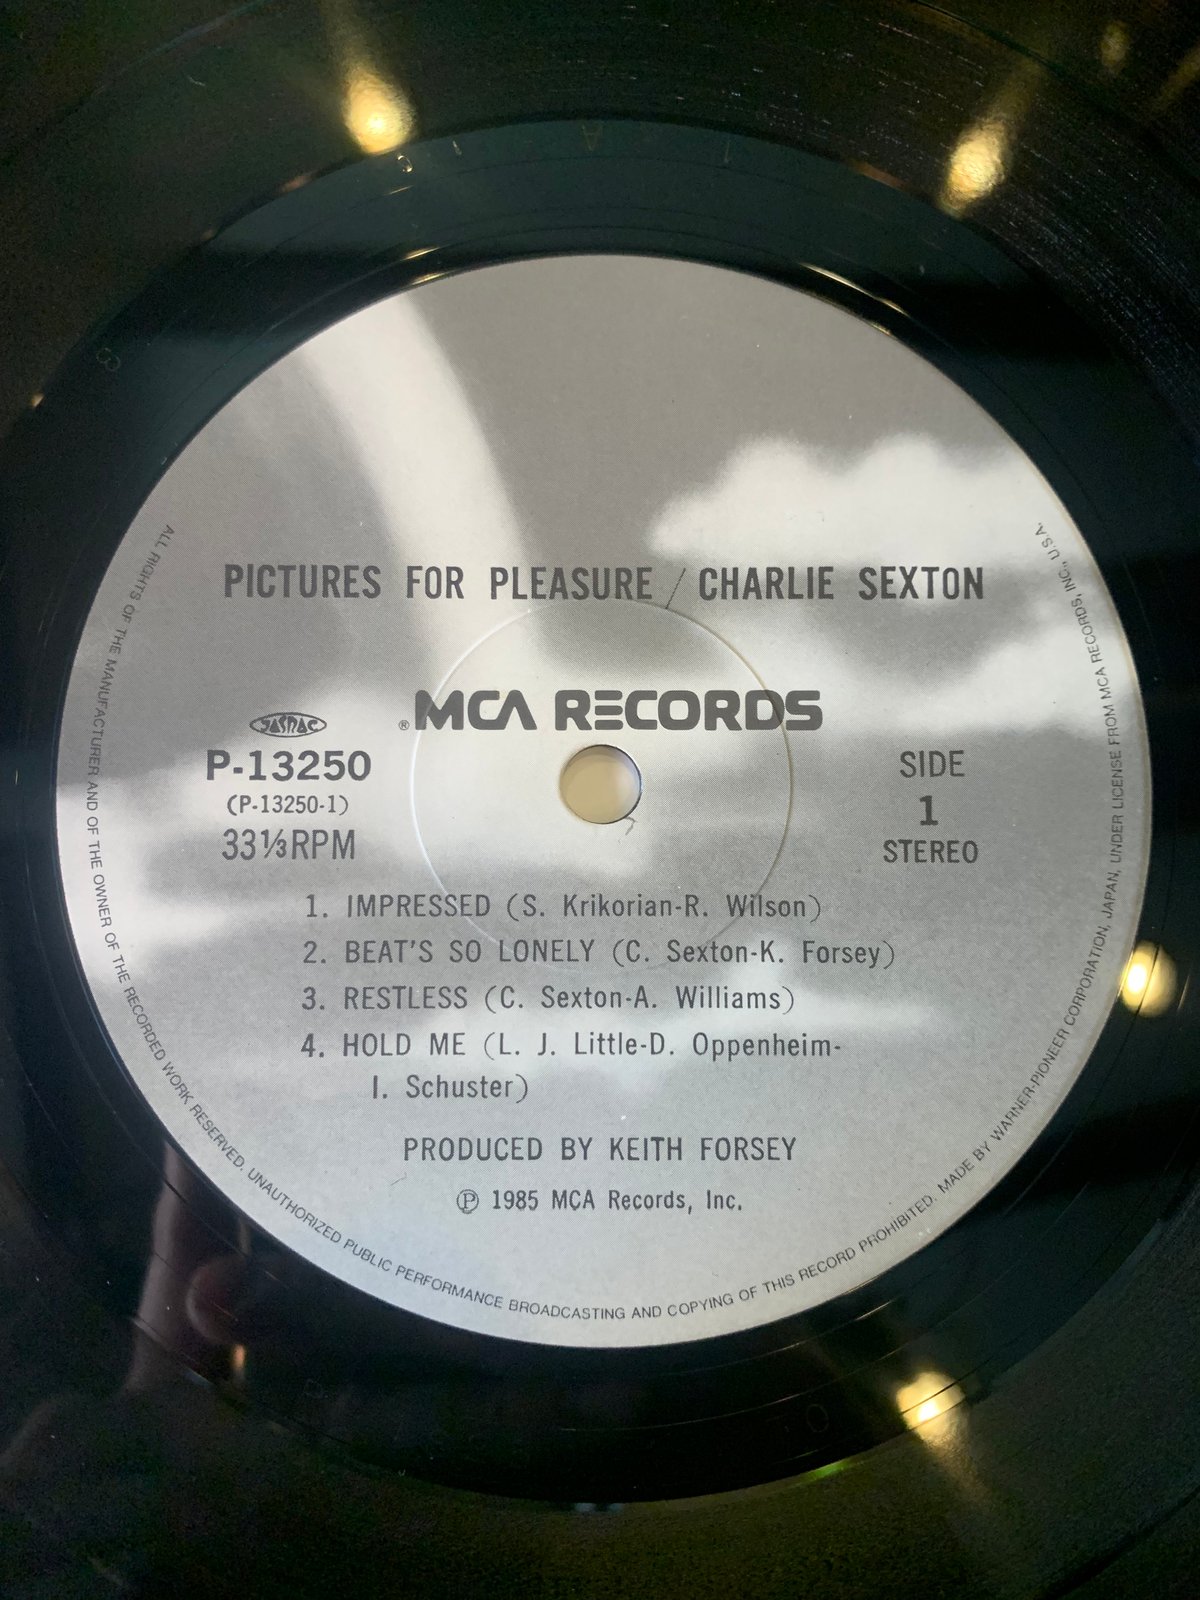 PICTURES FOR PLEASURE / CHARLIE SEXTON
® MCA RECORDS
JASRAC
P-13250
(P-13250-1)
33⅓RPM
SIDE
1
STEREO
1. IMPRESSED (S. Krikorian-R. Wilson)
2. BEAT'S SO LONELY (C. Sexton-K. Forsey)
3. RESTLESS (C. Sexton-A. Williams)
4. HOLD ME (L. J. Little-D. Oppenheim-
I. Schuster)
PRODUCED BY KEITH FORSEY
℗ 1985 MCA Records, Inc.
ALL RIGHTS OF THE MANUFACTURER AND OF THE OWNER OF THE RECORDED WORK RESERVED. UNAUTHORIZED PUBLIC PERFORMANCE BROADCASTING AND COPYING OF THIS RECORD PROHIBITED. MADE BY WARNER-PIONEER CORPORATION, JAPAN, UNDER LICENSE FROM MCA RECORDS, INC., U.S.A.